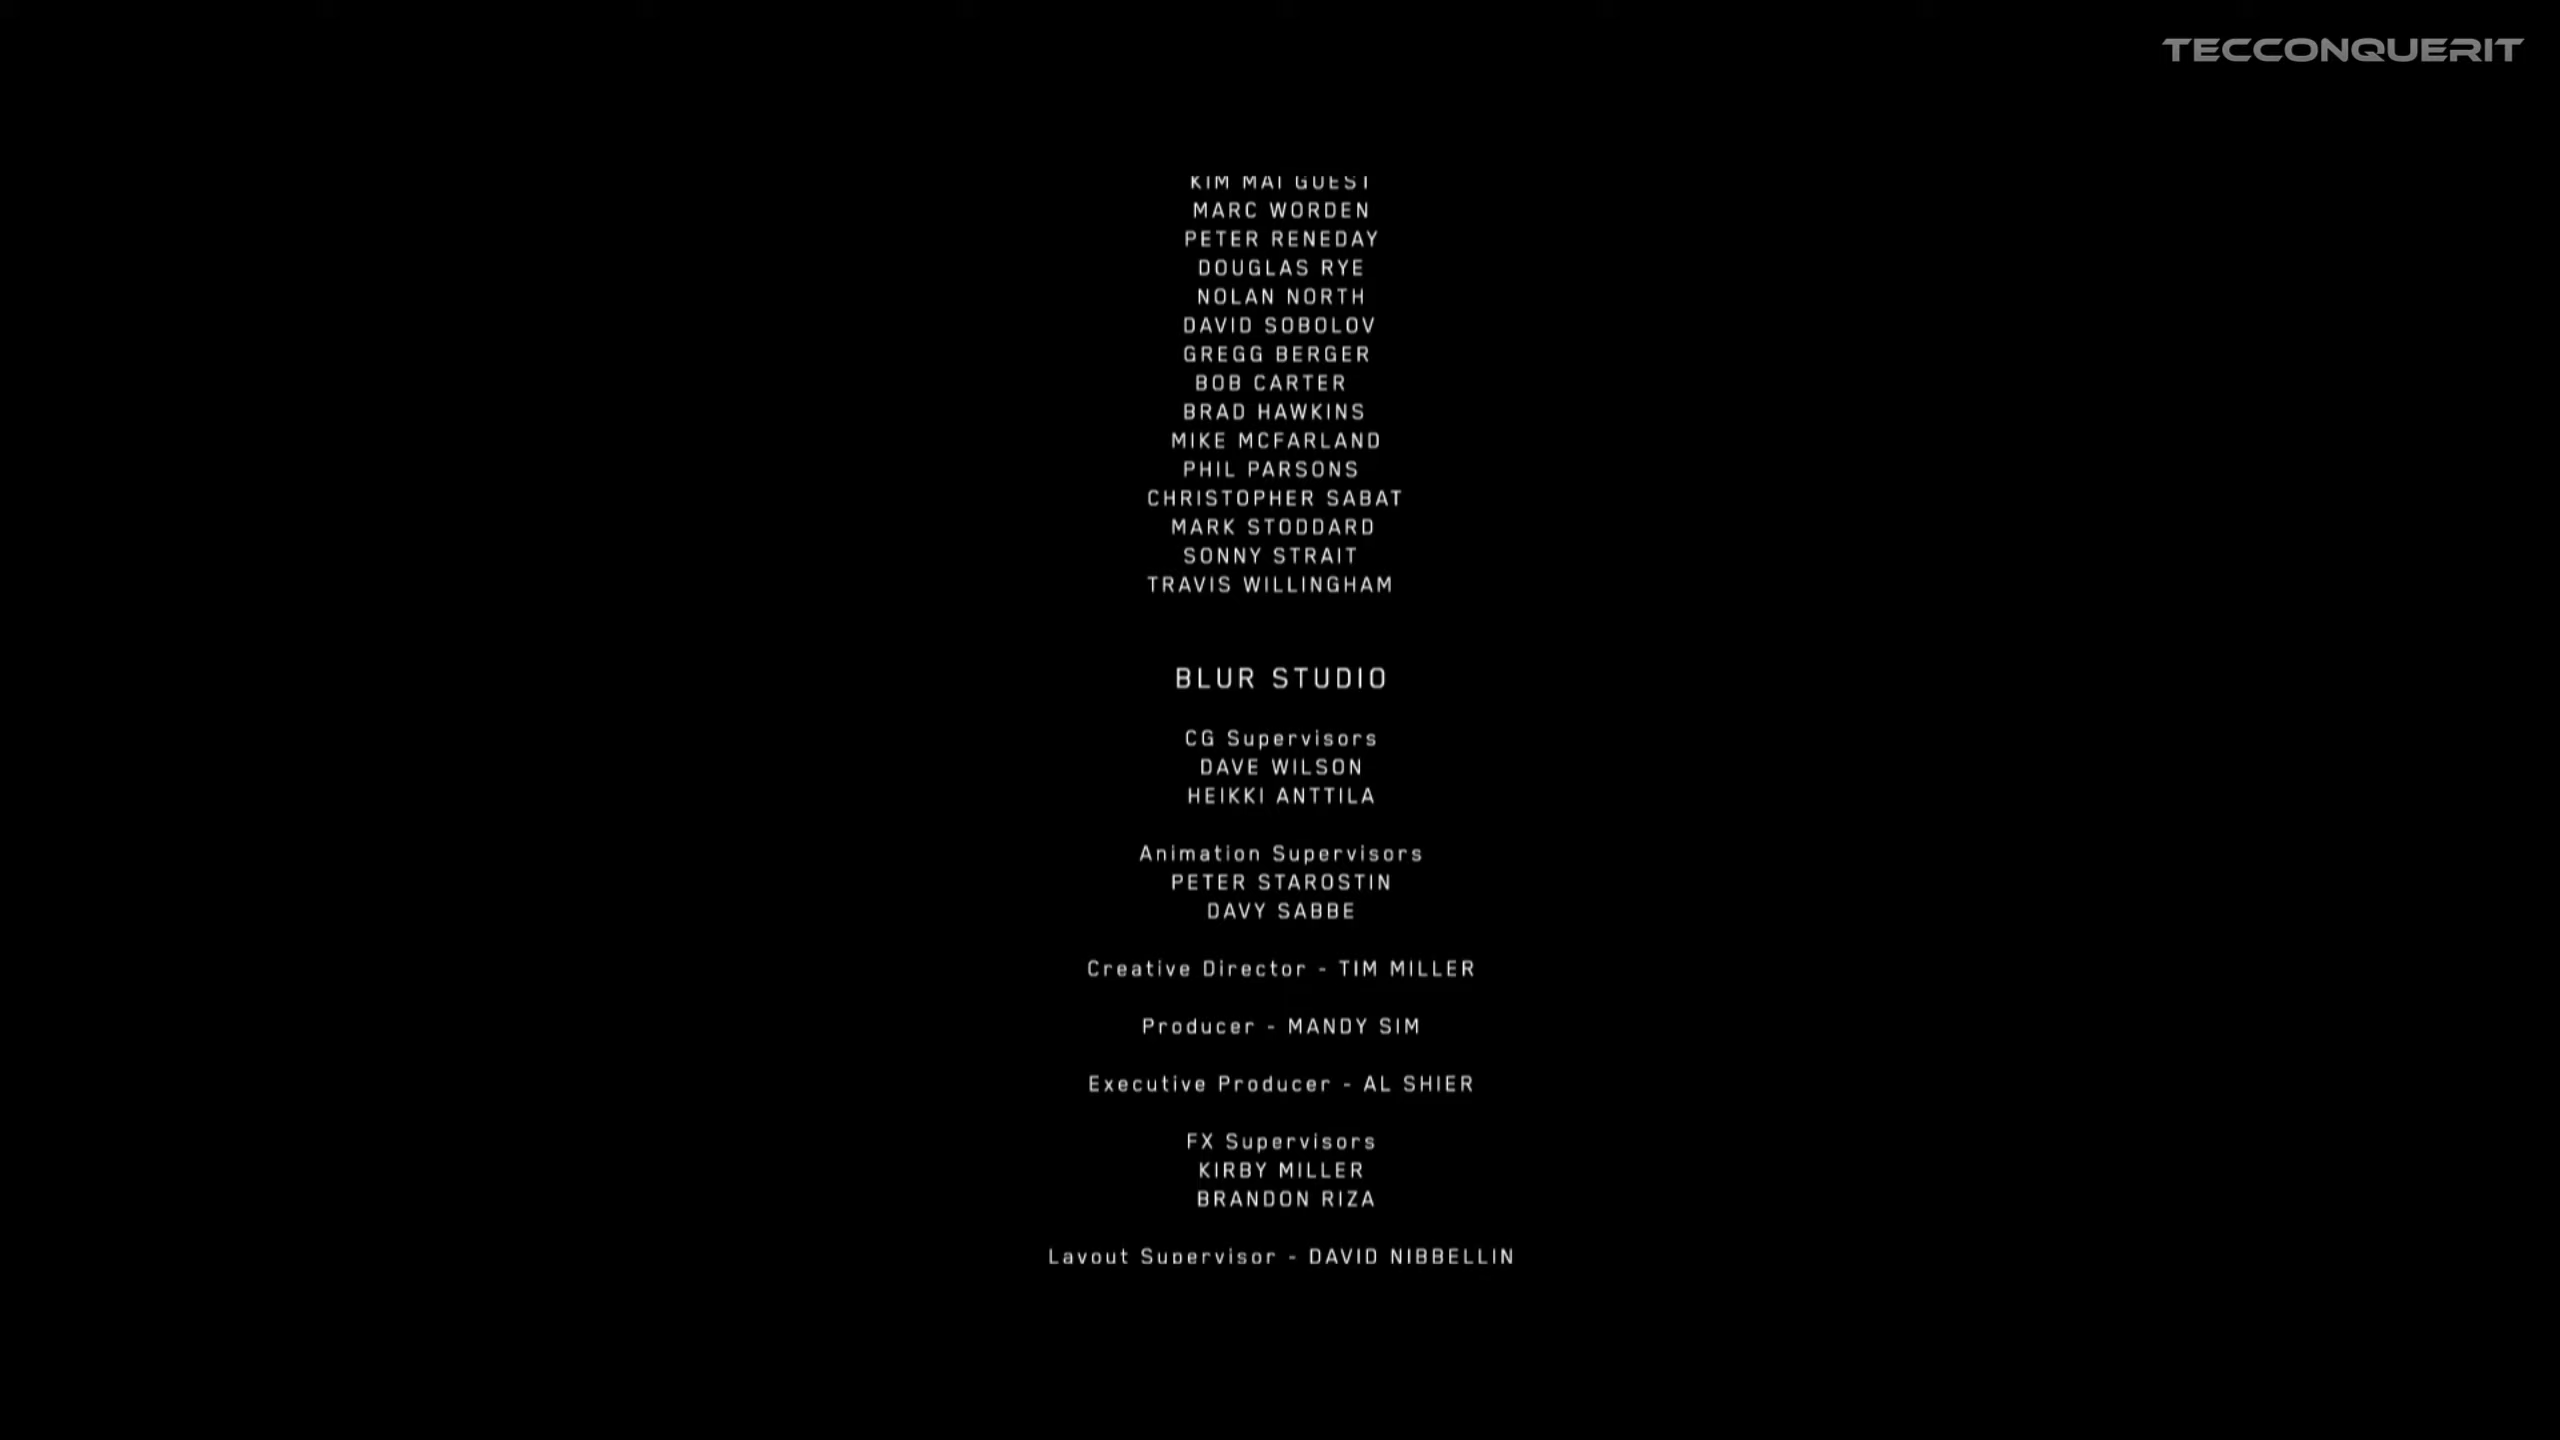 TECCONQUERIT
KIM MAI GUEST
MARC WORDEN
PETER RENEDAY
DOUGLAS RYE
NOLAN NORTH
DAVID SOBOLOV
GREGG BERGER
BOB CARTER
BRAD HAWKINS
MIKE MCFARLAND
PHIL PARSONS
CHRISTOPHER SABAT
MARK STODDARD
SONNY STRAIT
TRAVIS WILLINGHAM
BLUR STUDIO
CG Supervisors
DAVE WILSON
HEIKKI ANTTILA
Animation Supervisors
PETER STAROSTIN
DAVY SABBE
Creative Director - TIM MILLER
Producer - MANDY SIM
Executive Producer - AL SHIER
FX Supervisors
KIRBY MILLER
BRANDON RIZA
Layout Supervisor - DAVID NIBBELLIN